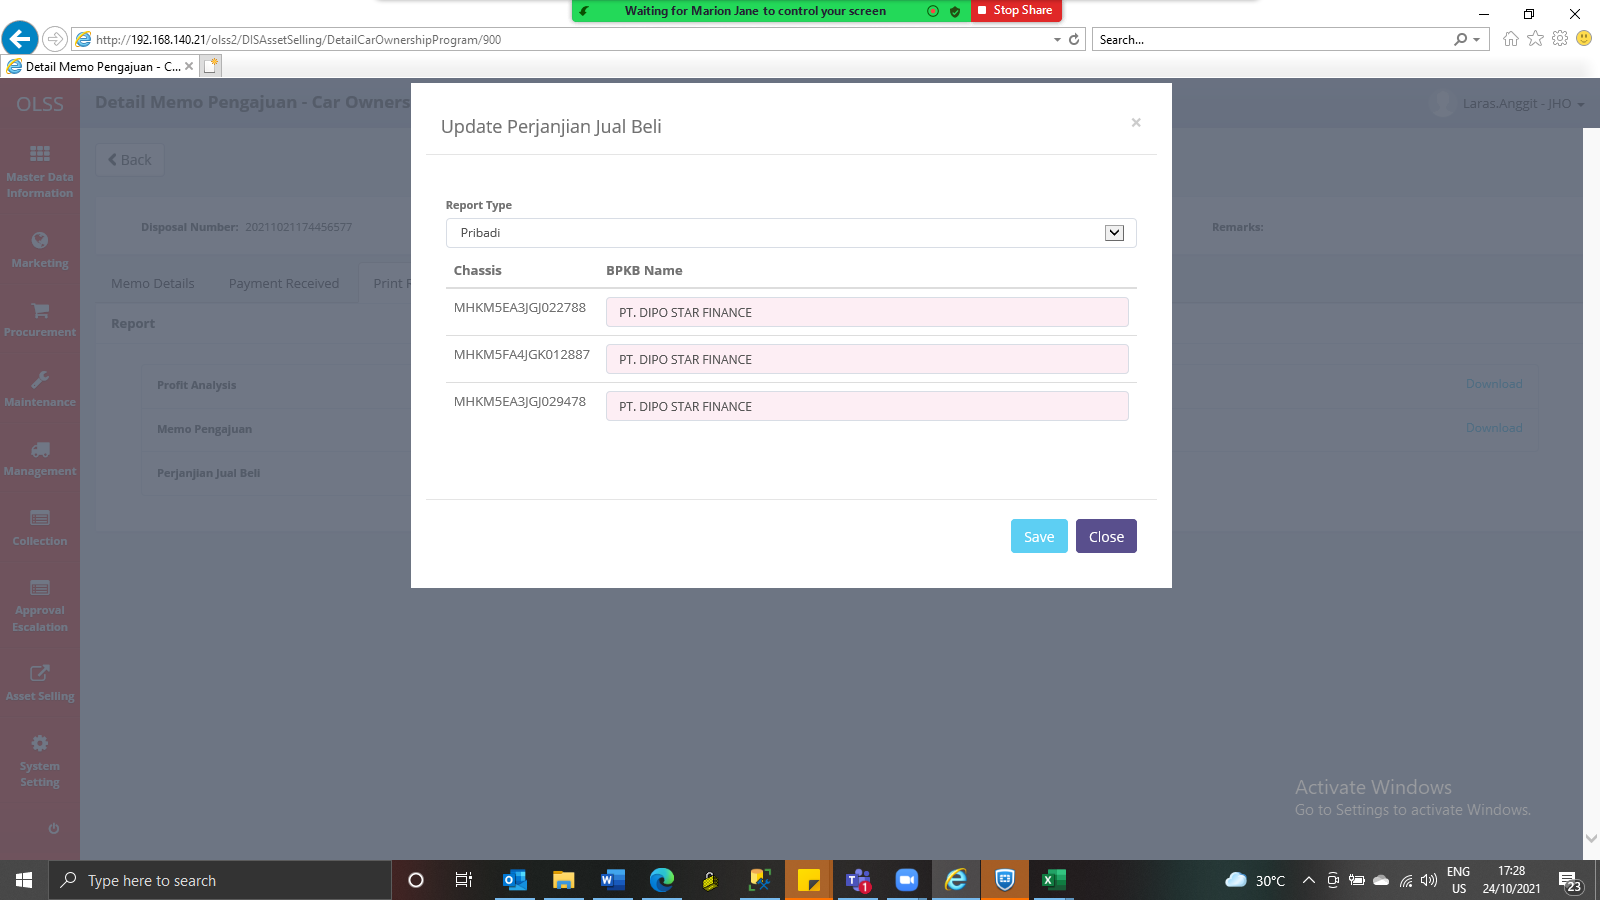 Waiting for Marion Jane to control your screen
Stop Share
http://192.168.140.21/olss2/DISAssetSelling/DetailCarOwnershipProgram/900
Search...
Detail Memo Pengajuan - C...
OLSS
Detail Memo Pengajuan - Car Owners
Laras.Anggit - JHO
Back
Master Data
Information
Marketing
Procurement
Maintenance
Management
Collection
Approval
Escalation
Asset Selling
System
Setting
Disposal Number: 20211021174456577
Remarks:
Memo Details
Payment Received
Print
Report
Profit Analysis
Download
Memo Pengajuan
Download
Perjanjian Jual Beli
Update Perjanjian Jual Beli
×
Report Type
Pribadi
Chassis
BPKB Name
MHKM5EA3JGJ022788
PT. DIPO STAR FINANCE
MHKM5FA4JGK012887
PT. DIPO STAR FINANCE
MHKM5EA3JGJ029478
PT. DIPO STAR FINANCE
Save
Close
Activate Windows
Go to Settings to activate Windows.
Type here to search
1
30°C
ENG
US
17:28
24/10/2021
23